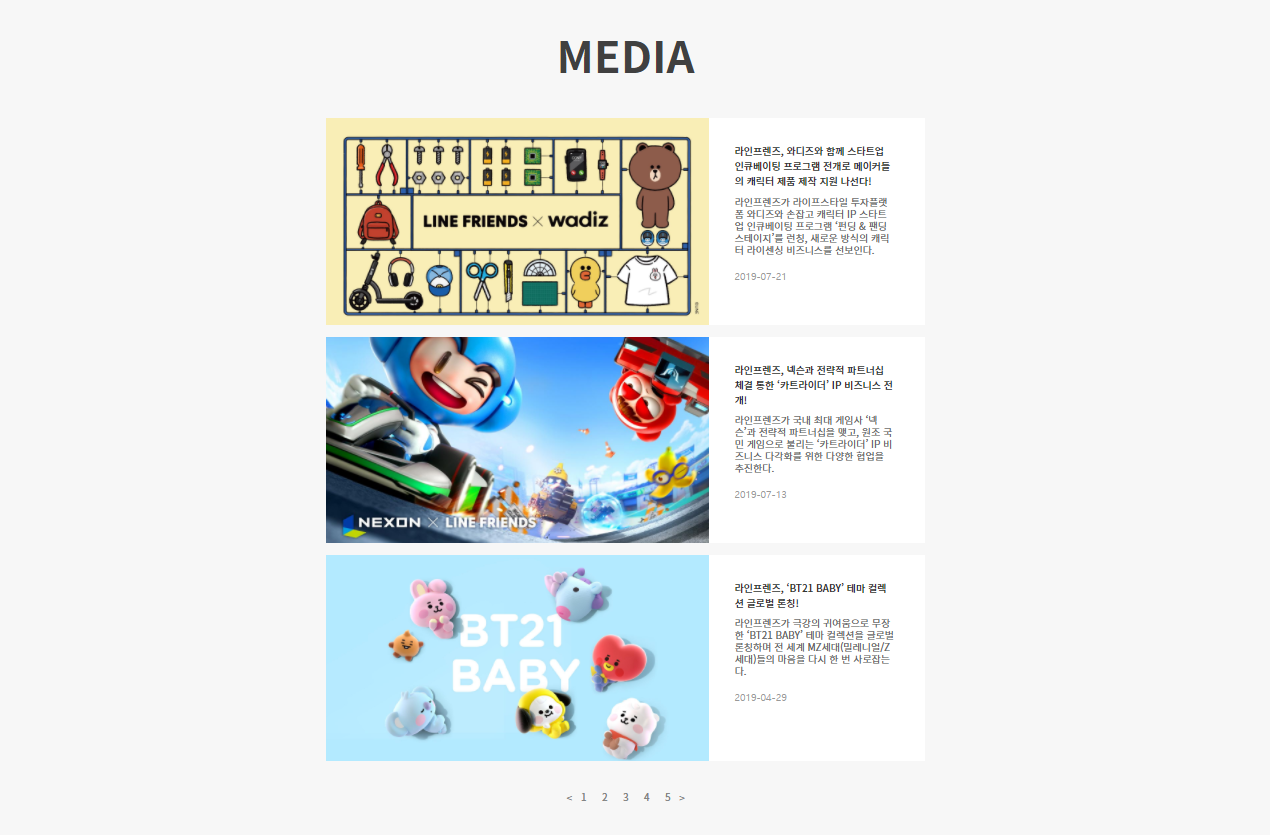 MEDIA
LINE FRIENDS × wadiz
라인프렌즈, 와디즈와 함께 스타트업
인큐베이팅 프로그램 전개로 메이커들
의 캐릭터 제품 제작 지원 나선다!
라인프렌즈가 라이프스타일 투자플랫
폼 와디즈와 손잡고 캐릭터 IP 스타트
업 인큐베이팅 프로그램 ‘펀딩 & 팬딩
스테이지’를 런칭, 새로운 방식의 캐릭
터 라이센싱 비즈니스를 선보인다.
2019-07-21
NEXON × LINE FRIENDS
라인프렌즈, 넥슨과 전략적 파트너십
체결 통한 ‘카트라이더’ IP 비즈니스 전
개!
라인프렌즈가 국내 최대 게임사 ‘넥
슨’과 전략적 파트너십을 맺고, 원조 국
민 게임으로 불리는 ‘카트라이더’ IP 비
즈니스 다각화를 위한 다양한 협업을
추진한다.
2019-07-13
BT21
BABY
라인프렌즈, ‘BT21 BABY’ 테마 컬렉
션 글로벌 론칭!
라인프렌즈가 극강의 귀여움으로 무장
한 ‘BT21 BABY’ 테마 컬렉션을 글로벌
론칭하며 전 세계 MZ세대(밀레니얼/Z
세대)들의 마음을 다시 한 번 사로잡는
다.
2019-04-29
< 1 2 3 4 5 >